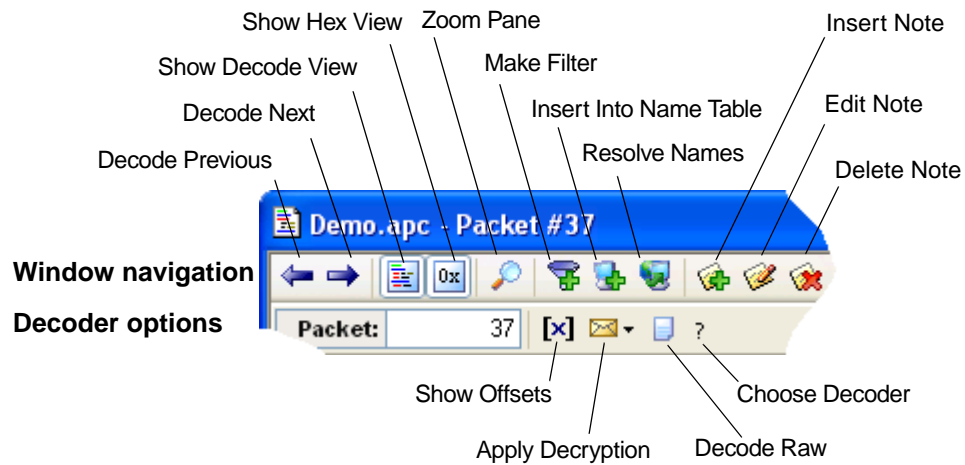 Show Hex View
Zoom Pane
Insert Note
Show Decode View
Make Filter
Decode Next
Insert Into Name Table
Edit Note
Decode Previous
Resolve Names
Delete Note
Demo.apc - Packet #37
Window navigation
0x
Decoder options
Packet: 37 [x] ?
Show Offsets
Choose Decoder
Apply Decryption
Decode Raw